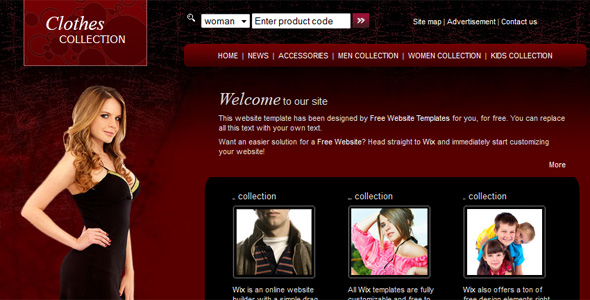 Clothes
COLLECTION
woman
Enter product code
Site map | Advertisement | Contact us
HOME | NEWS | ACCESSORIES | MEN COLLECTION | WOMEN COLLECTION | KIDS COLLECTION
Welcome to our site
This website template has been designed by Free Website Templates for you, for free. You can replace
all this text with your own text.
Want an easier solution for a Free Website? Head straight to Wix and immediately start customizing
your website!
More
collection
collection
collection
Wix is an online website
builder with a simple drag
All Wix templates are fully
customizable and free to
Wix also offers a ton of
free design elements right